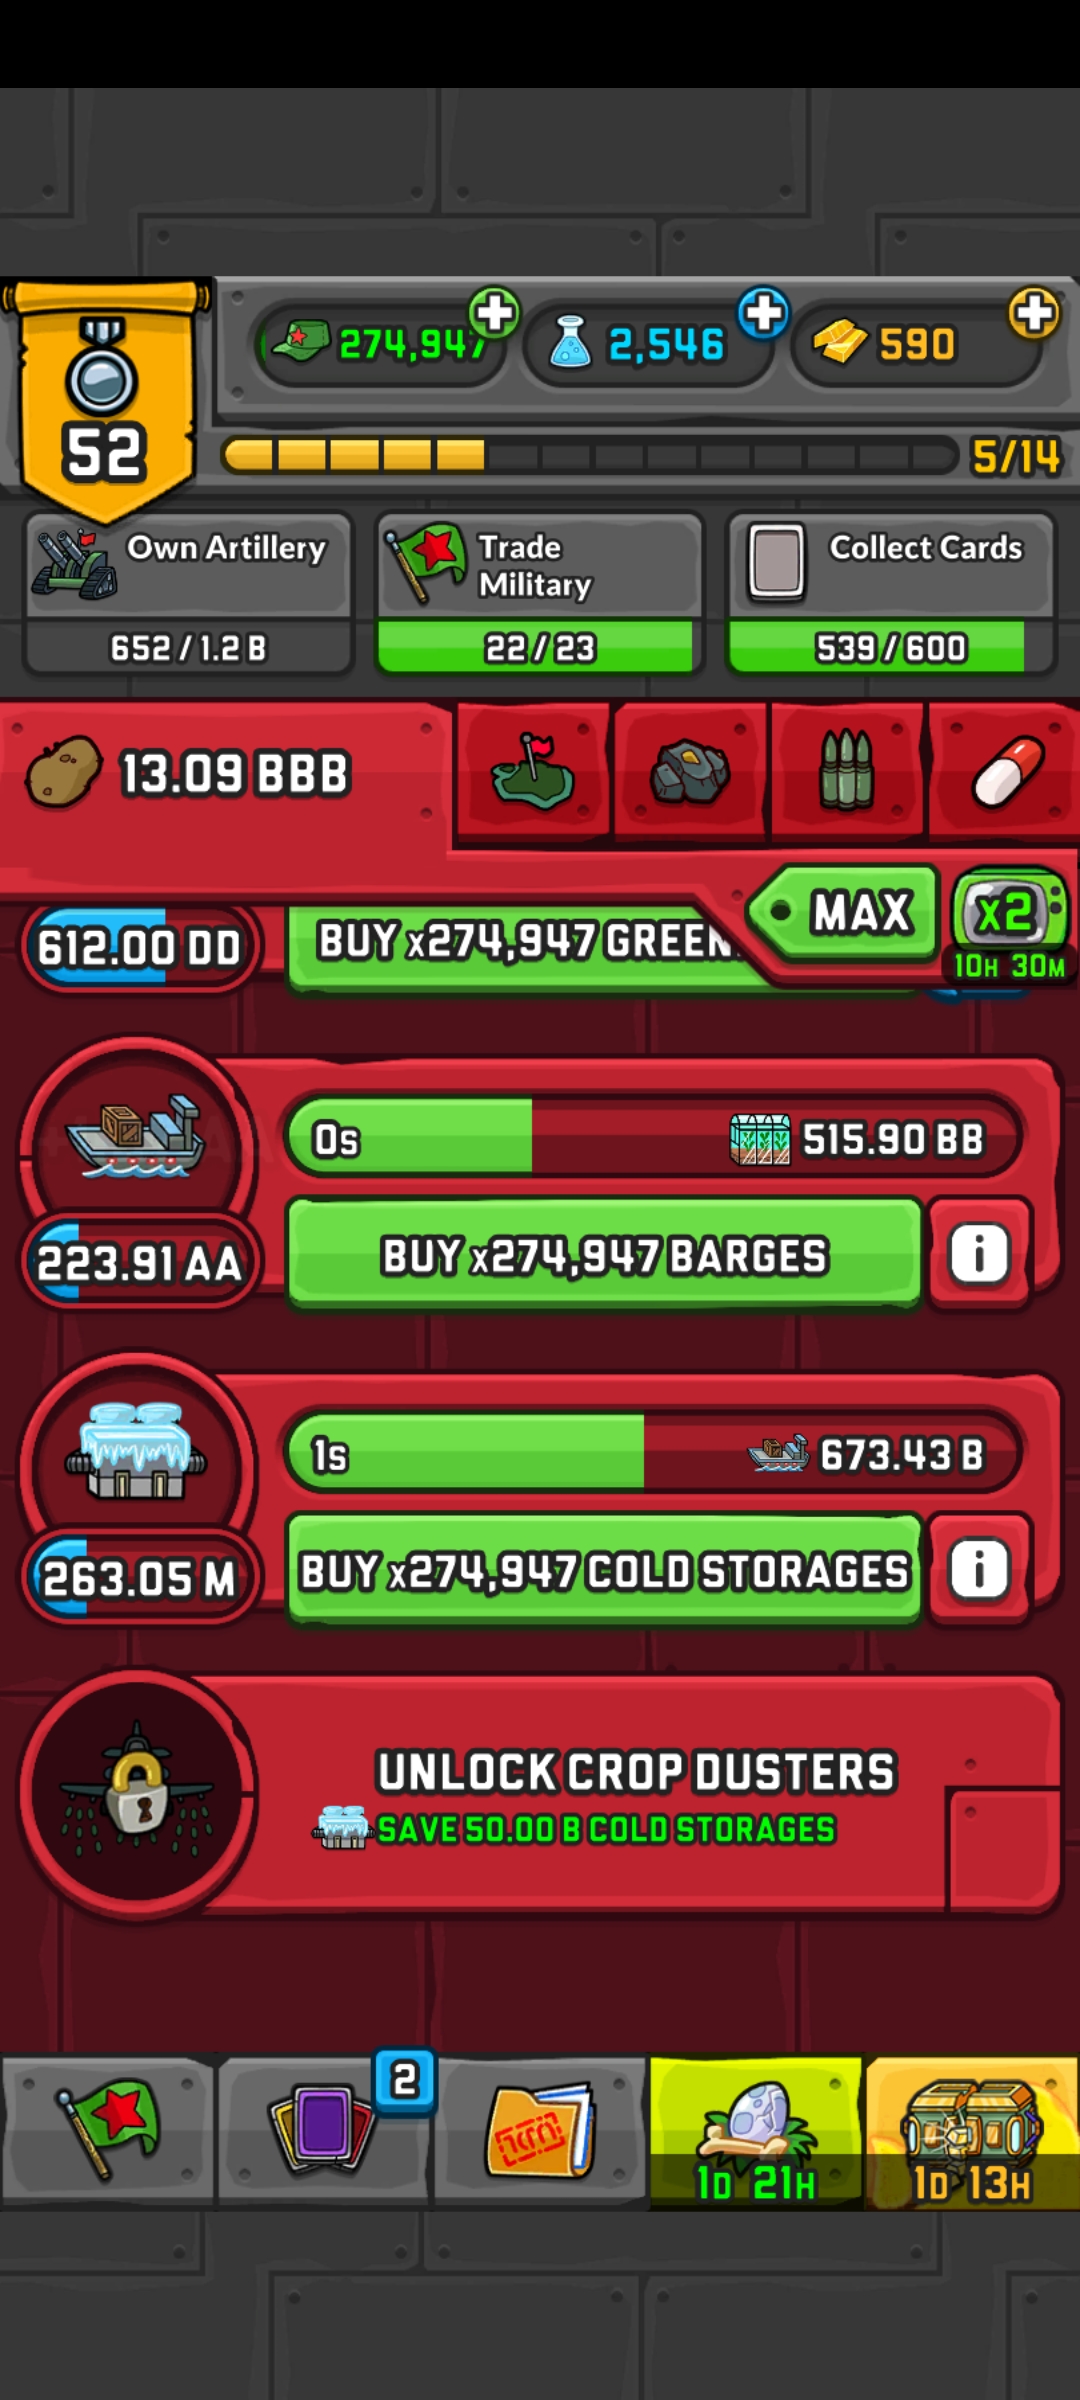 274,947
2,546
590
52
5/14
Own Artillery
652 / 1.2 B
Trade
Military
22 / 23
Collect Cards
539 / 600
13.09 BBB
MAX
x2
10H 30M
612.00 DD
BUY x274,947 GREEN
0s
515.90 BB
223.91 AA
BUY x274,947 BARGES
i
1s
673.43 B
263.05 M
BUY x274,947 COLD STORAGES
i
UNLOCK CROP DUSTERS
SAVE 50.00 B COLD STORAGES
2
1D 21H
1D 13H